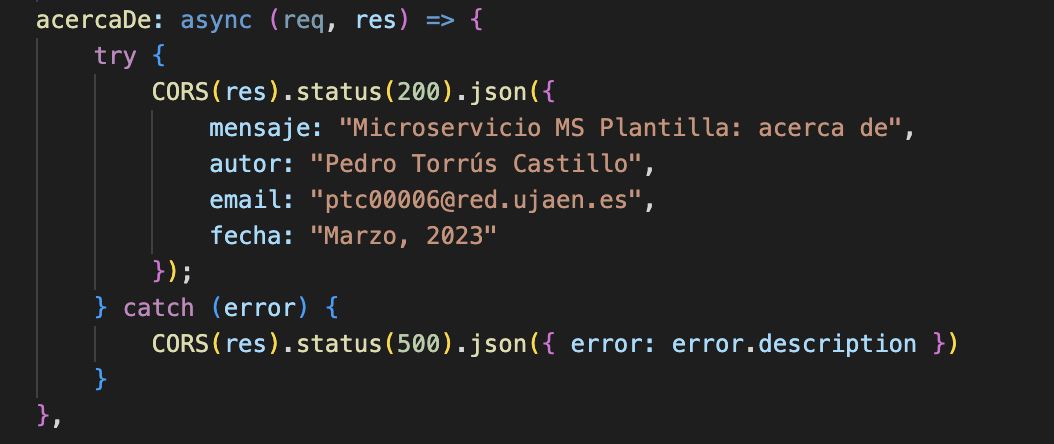 acercaDe: async (req, res) => {
try {
CORS(res).status(200).json({
mensaje: "Microservicio MS Plantilla: acerca de",
autor: "Pedro Torrús Castillo",
email: "ptc00006@red.ujaen.es",
fecha: "Marzo, 2023"
});
} catch (error) {
CORS(res).status(500).json({ error: error.description })
}
},